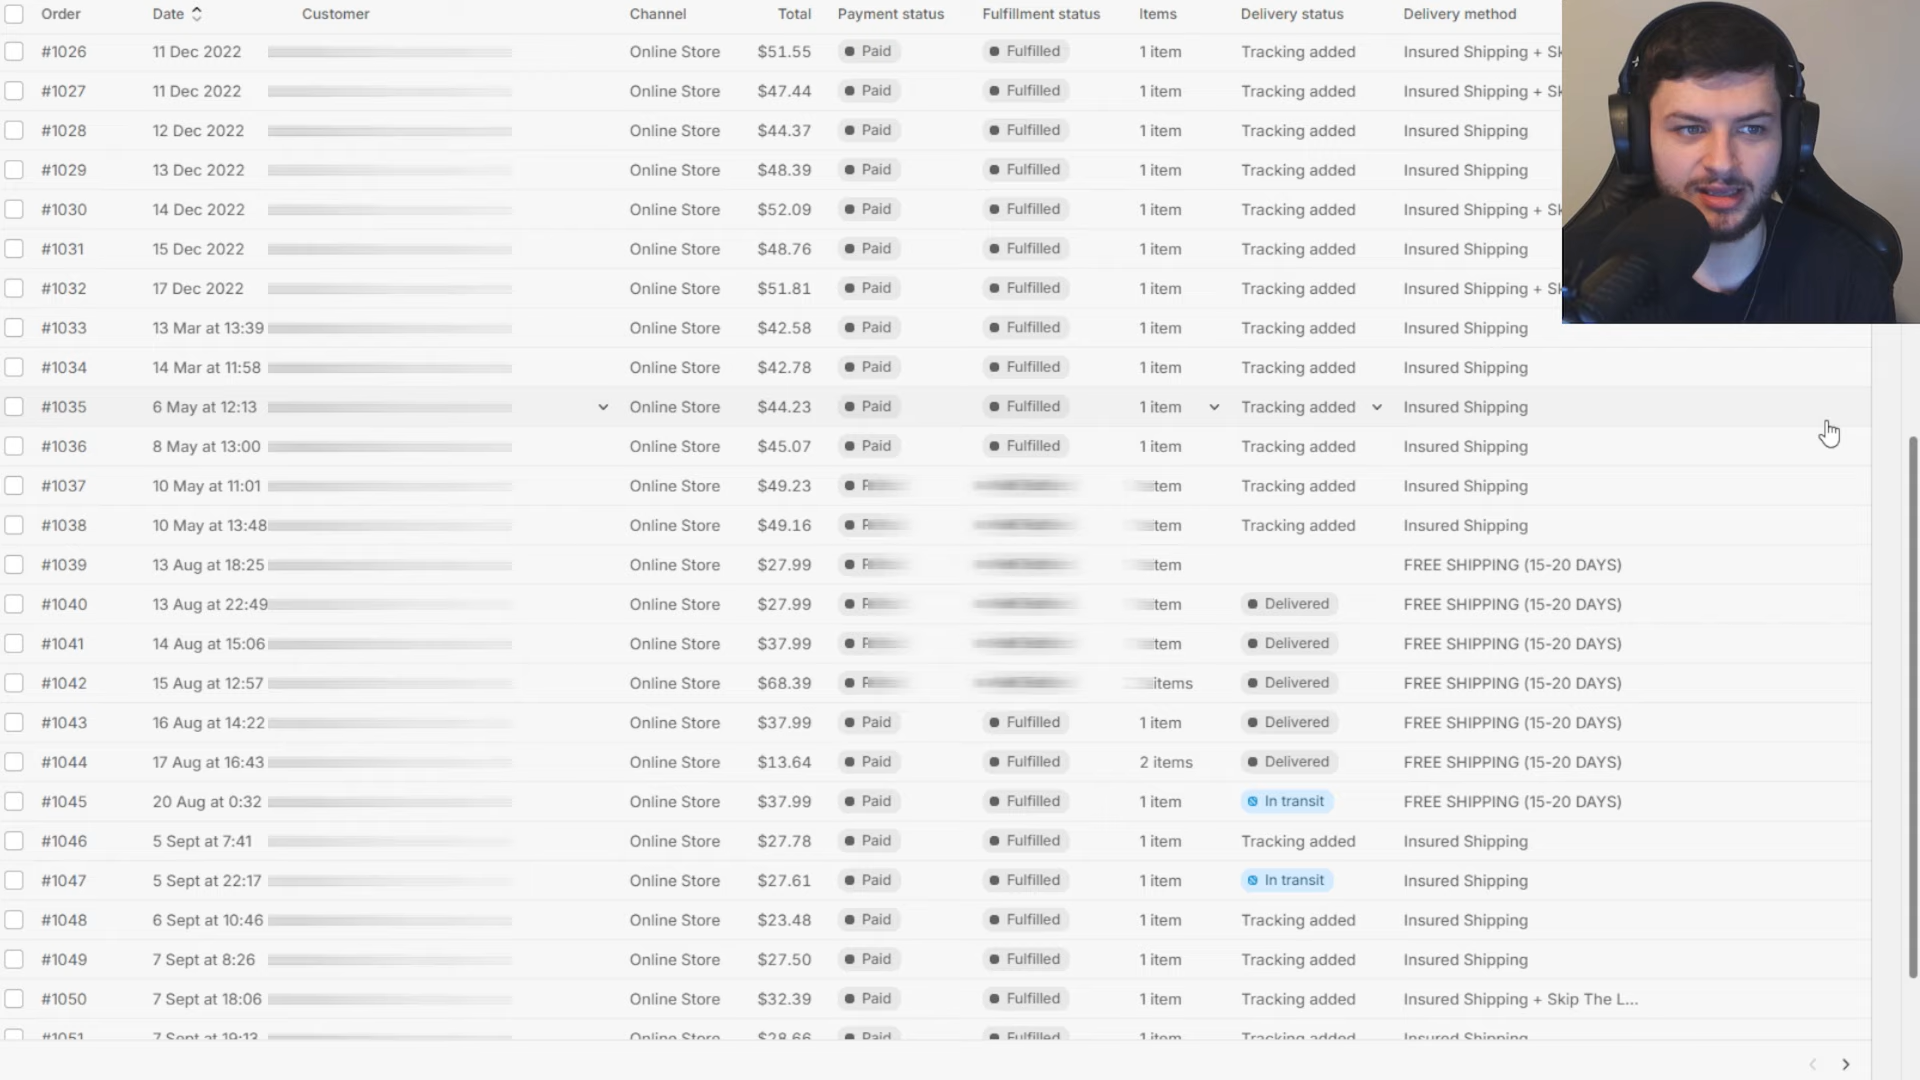 Order Date Customer Channel Total Payment status Fulfillment status Items Delivery status Delivery method
#1026 11 Dec 2022 Online Store $51.55 Paid Fulfilled 1 item Tracking added Insured Shipping +
#1027 11 Dec 2022 Online Store $47.44 Paid Fulfilled 1 item Tracking added Insured Shipping +
#1028 12 Dec 2022 Online Store $44.37 Paid Fulfilled 1 item Tracking added Insured Shipping
#1029 13 Dec 2022 Online Store $48.39 Paid Fulfilled 1 item Tracking added Insured Shipping
#1030 14 Dec 2022 Online Store $52.09 Paid Fulfilled 1 item Tracking added Insured Shipping +
#1031 15 Dec 2022 Online Store $48.76 Paid Fulfilled 1 item Tracking added Insured Shipping
#1032 17 Dec 2022 Online Store $51.81 Paid Fulfilled 1 item Tracking added Insured Shipping +
#1033 13 Mar at 13:39 Online Store $42.58 Paid Fulfilled 1 item Tracking added Insured Shipping
#1034 14 Mar at 11:58 Online Store $42.78 Paid Fulfilled 1 item Tracking added Insured Shipping
#1035 6 May at 12:13 Online Store $44.23 Paid Fulfilled 1 item Tracking added Insured Shipping
#1036 8 May at 13:00 Online Store $45.07 Paid Fulfilled 1 item Tracking added Insured Shipping
#1037 10 May at 11:01 Online Store $49.23 Tracking added Insured Shipping
#1038 10 May at 13:48 Online Store $49.16 Tracking added Insured Shipping
#1039 13 Aug at 18:25 Online Store $27.99 FREE SHIPPING (15-20 DAYS)
#1040 13 Aug at 22:49 Online Store $27.99 Delivered FREE SHIPPING (15-20 DAYS)
#1041 14 Aug at 15:06 Online Store $37.99 Delivered FREE SHIPPING (15-20 DAYS)
#1042 15 Aug at 12:57 Online Store $68.39 items Delivered FREE SHIPPING (15-20 DAYS)
#1043 16 Aug at 14:22 Online Store $37.99 Paid Fulfilled 1 item Delivered FREE SHIPPING (15-20 DAYS)
#1044 17 Aug at 16:43 Online Store $13.64 Paid Fulfilled 2 items Delivered FREE SHIPPING (15-20 DAYS)
#1045 20 Aug at 0:32 Online Store $37.99 Paid Fulfilled 1 item In transit FREE SHIPPING (15-20 DAYS)
#1046 5 Sept at 7:41 Online Store $27.78 Paid Fulfilled 1 item Tracking added Insured Shipping
#1047 5 Sept at 22:17 Online Store $27.61 Paid Fulfilled 1 item In transit Insured Shipping
#1048 6 Sept at 10:46 Online Store $23.48 Paid Fulfilled 1 item Tracking added Insured Shipping
#1049 7 Sept at 8:26 Online Store $27.50 Paid Fulfilled 1 item Tracking added Insured Shipping
#1050 7 Sept at 18:06 Online Store $32.39 Paid Fulfilled 1 item Tracking added Insured Shipping + Skip The L...
#1051 7 Sept at 19:13 Online Store $28.66 Paid Fulfilled 1 item Tracking added Insured Shipping